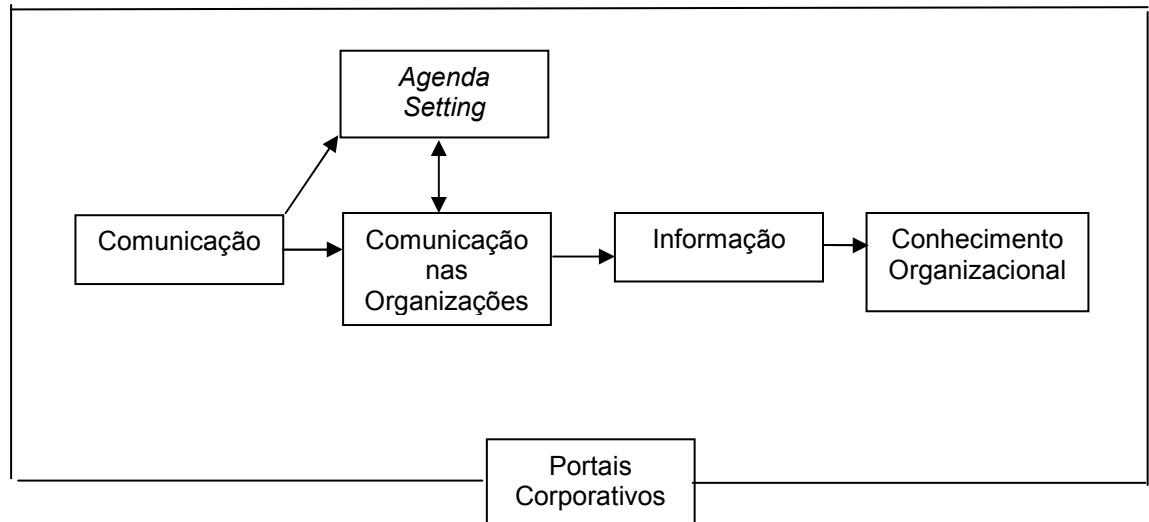 Agenda
Setting
Comunicação
Comunicação
nas
Organizações
Informação
Conhecimento
Organizacional
Portais
Corporativos